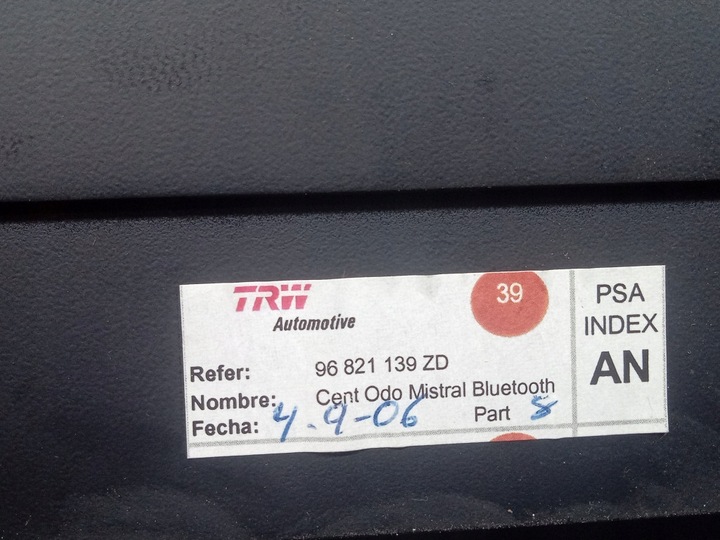 TRW
Automotive
39
Refer: 96 821 139 ZD
Nombre: Cent Odo Mistral Bluetooth
Fecha: 4-9-06 Part 8
PSA
INDEX
AN